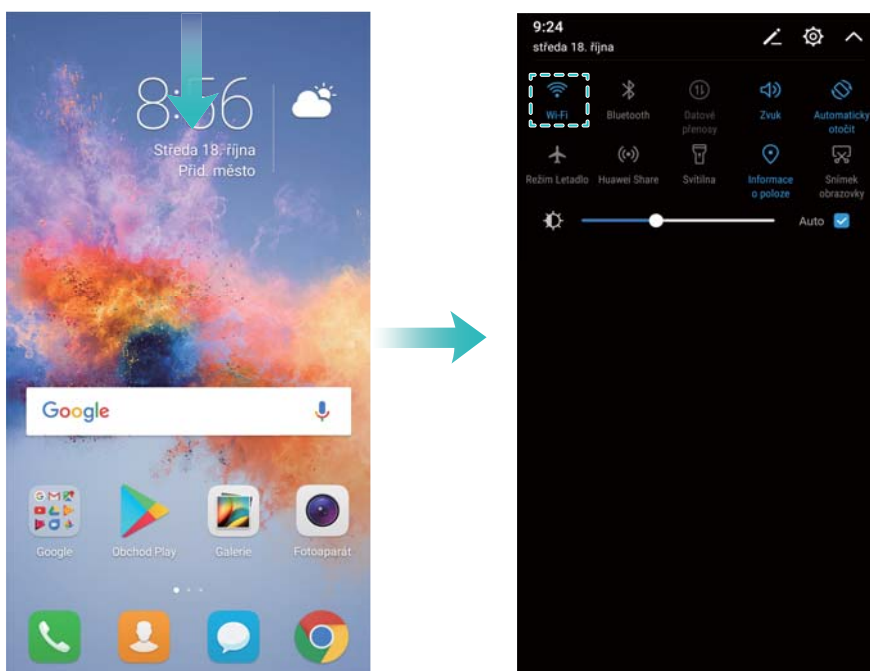 8:56
Středa 18. října
Příd. město
Google
Google
Obchod Play
Galerie
Fotoaparát
9:24
středa 18. října
Wi-Fi
Bluetooth
Datové
přenosy
Zvuk
Automaticky
otočit
Režim Letadlo
Huawei Share
Svítilna
Informace
o poloze
Snímek
obrazovky
Auto